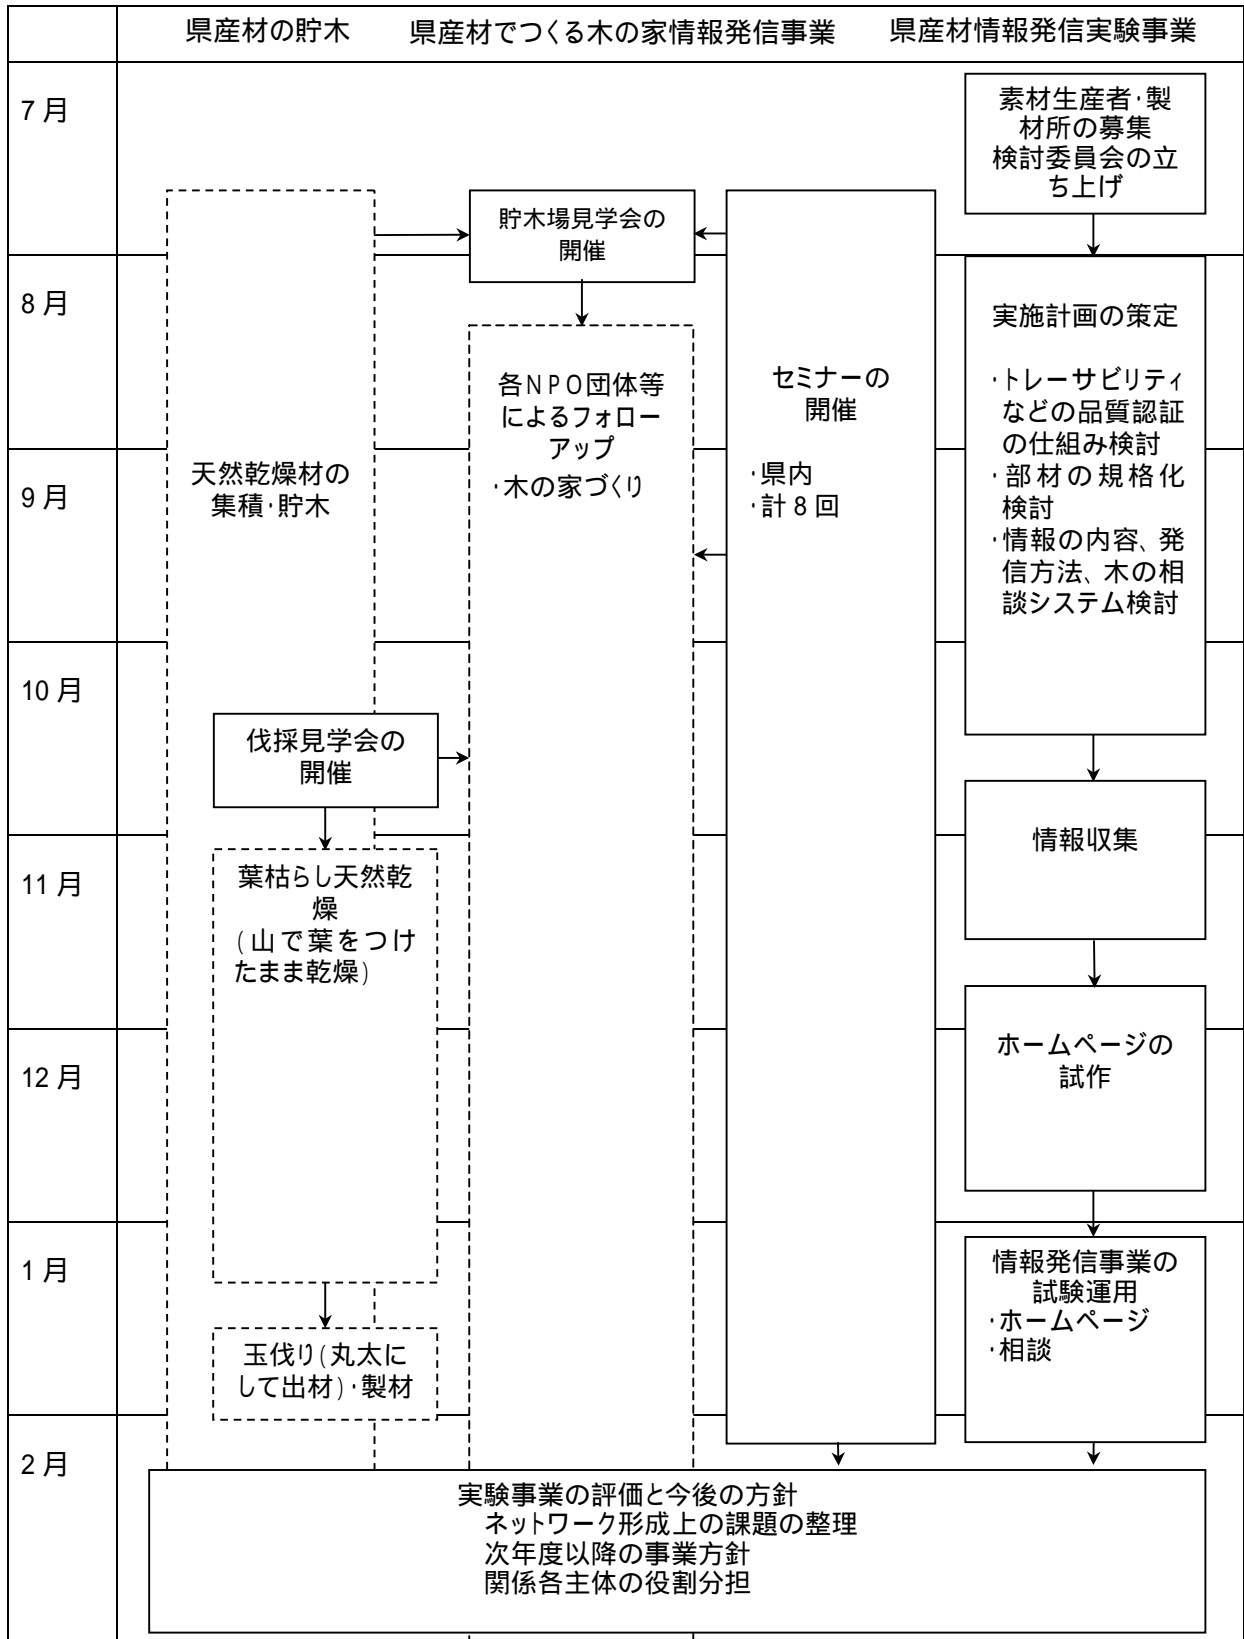 県産材の貯木 県産材でつくる木の家情報発信事業 県産材情報発信実験事業
7月
素材生産者・製
材所の募集
検討委員会の立
ち上げ
貯木場見学会の
開催
8月
実施計画の策定
・トレーサビリティ
などの品質認証
の仕組み検討
・部材の規格化
検討
・情報の内容、発
信方法、木の相
談システム検討
各NPO団体等
によるフォロー
アップ
・木の家づくり
セミナーの
開催
・県内
・計8回
9月
天然乾燥材の
集積・貯木
10月
伐採見学会の
開催
情報収集
11月
葉枯らし天然乾
燥
(山で葉をつけ
たまま乾燥)
12月
ホームページの
試作
1月
情報発信事業の
試験運用
・ホームページ
・相談
玉伐り(丸太に
して出材)・製材
2月
実験事業の評価と今後の方針
ネットワーク形成上の課題の整理
次年度以降の事業方針
関係各主体の役割分担